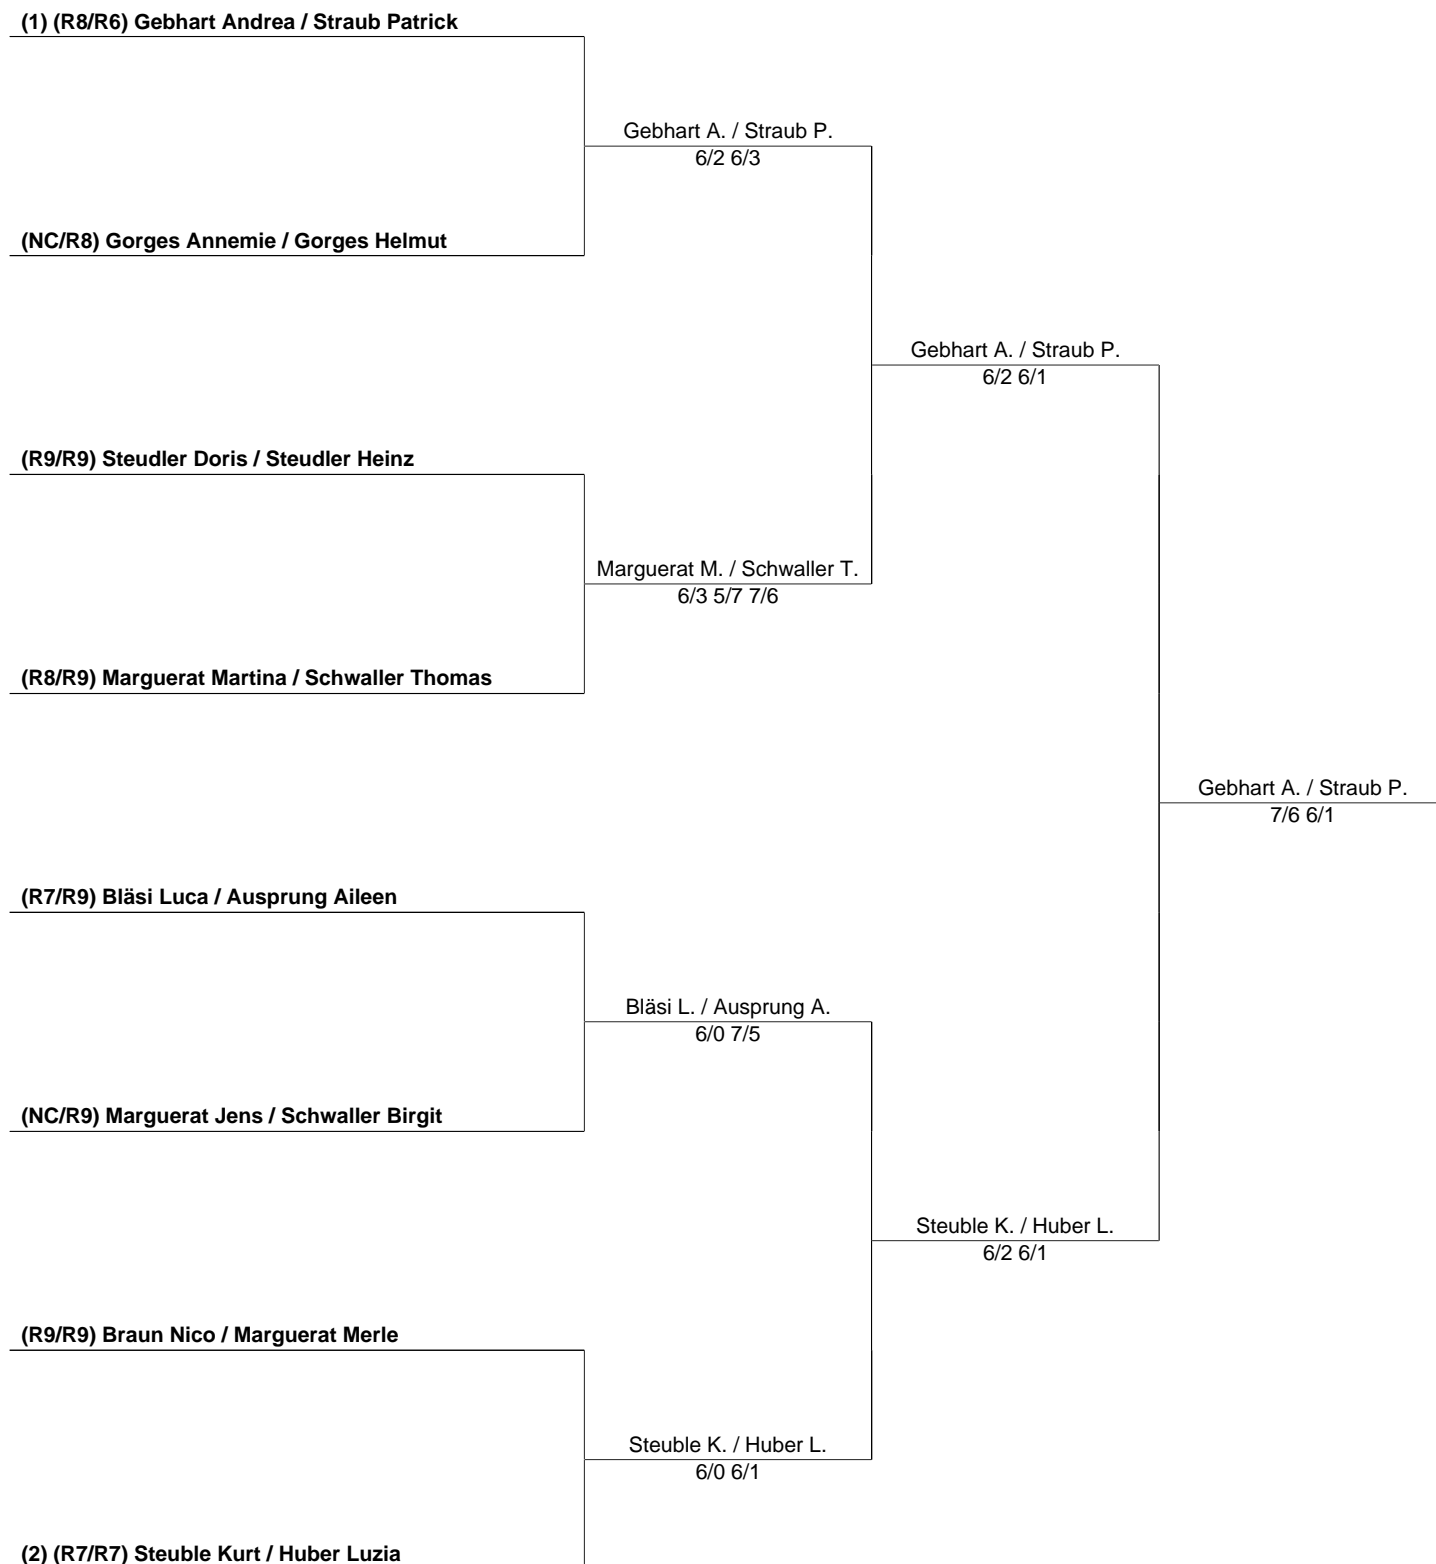 (1) (R8/R6) Gebhart Andrea / Straub Patrick
Gebhart A. / Straub P.
6/2 6/3
(NC/R8) Gorges Annemie / Gorges Helmut
Gebhart A. / Straub P.
6/2 6/1
(R9/R9) Steudler Doris / Steudler Heinz
Marguerat M. / Schwaller T.
6/3 5/7 7/6
(R8/R9) Marguerat Martina / Schwaller Thomas
Gebhart A. / Straub P.
7/6 6/1
(R7/R9) Bläsi Luca / Ausprung Aileen
Bläsi L. / Ausprung A.
6/0 7/5
(NC/R9) Marguerat Jens / Schwaller Birgit
Steuble K. / Huber L.
6/2 6/1
(R9/R9) Braun Nico / Marguerat Merle
Steuble K. / Huber L.
6/0 6/1
(2) (R7/R7) Steuble Kurt / Huber Luzia